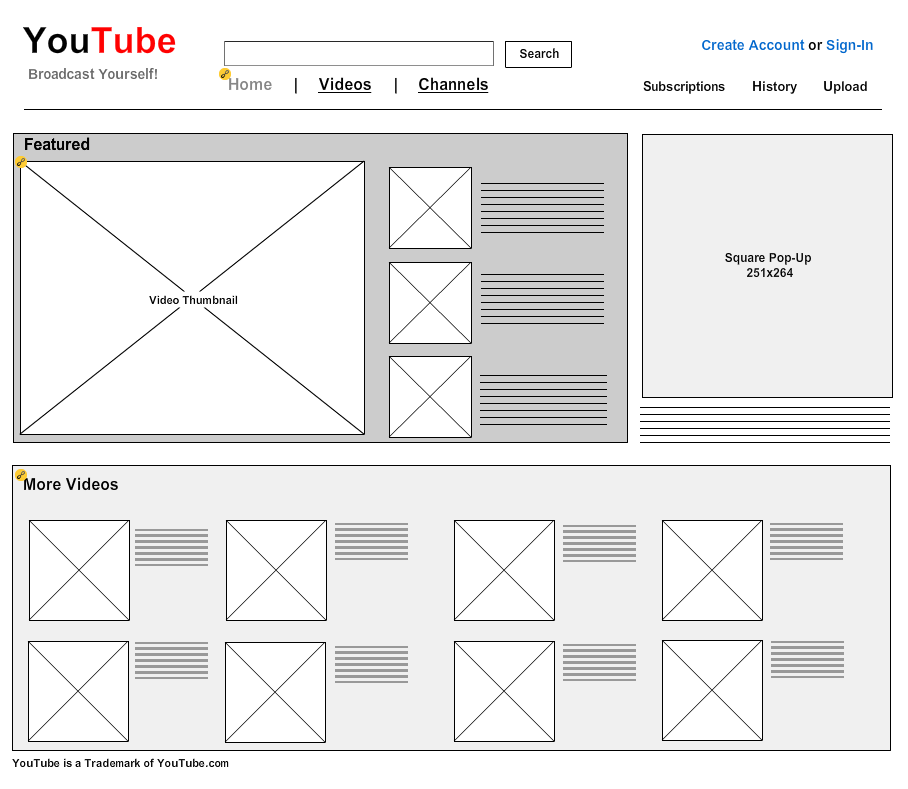 YouTube
Broadcast Yourself!
Search
Create Account or Sign-In
Home | Videos | Channels
Subscriptions History Upload
Featured
Video Thumbnail
Square Pop-Up
251x264
More Videos
YouTube is a Trademark of YouTube.com